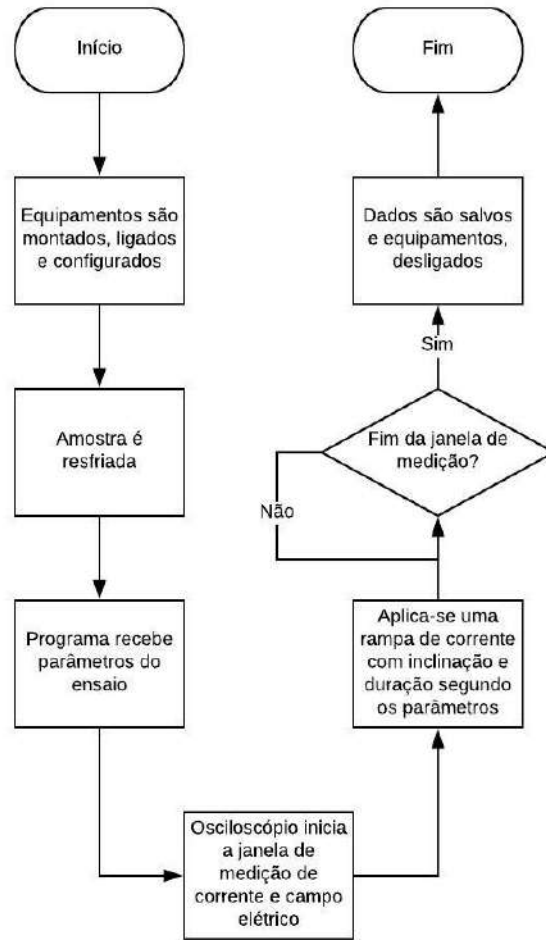 Início
Equipamentos são
montados, ligados
e configurados
Amostra é
resfriada
Programa recebe
parâmetros do
ensaio
Osciloscópio inicia
a janela de
medição de
corrente e campo
elétrico
Aplica-se uma
rampa de corrente
com inclinação e
duração segundo
os parâmetros
Fim da janela de
medição?
Não
Sim
Dados são salvos
e equipamentos,
desligados
Fim